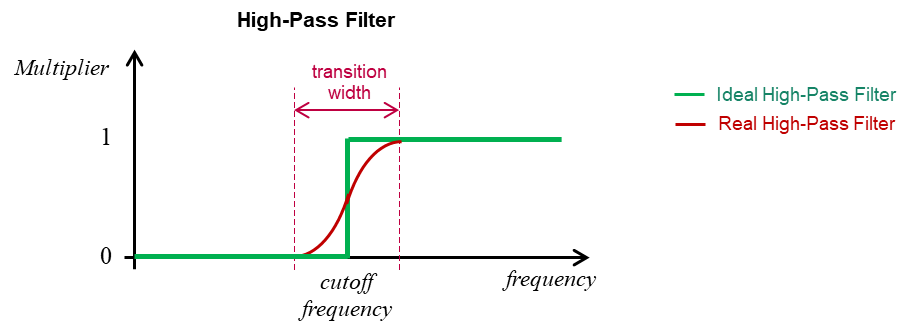 High-Pass Filter
Multiplier
transition
width
Ideal High-Pass Filter
Real High-Pass Filter
1
0
cutoff
frequency
frequency